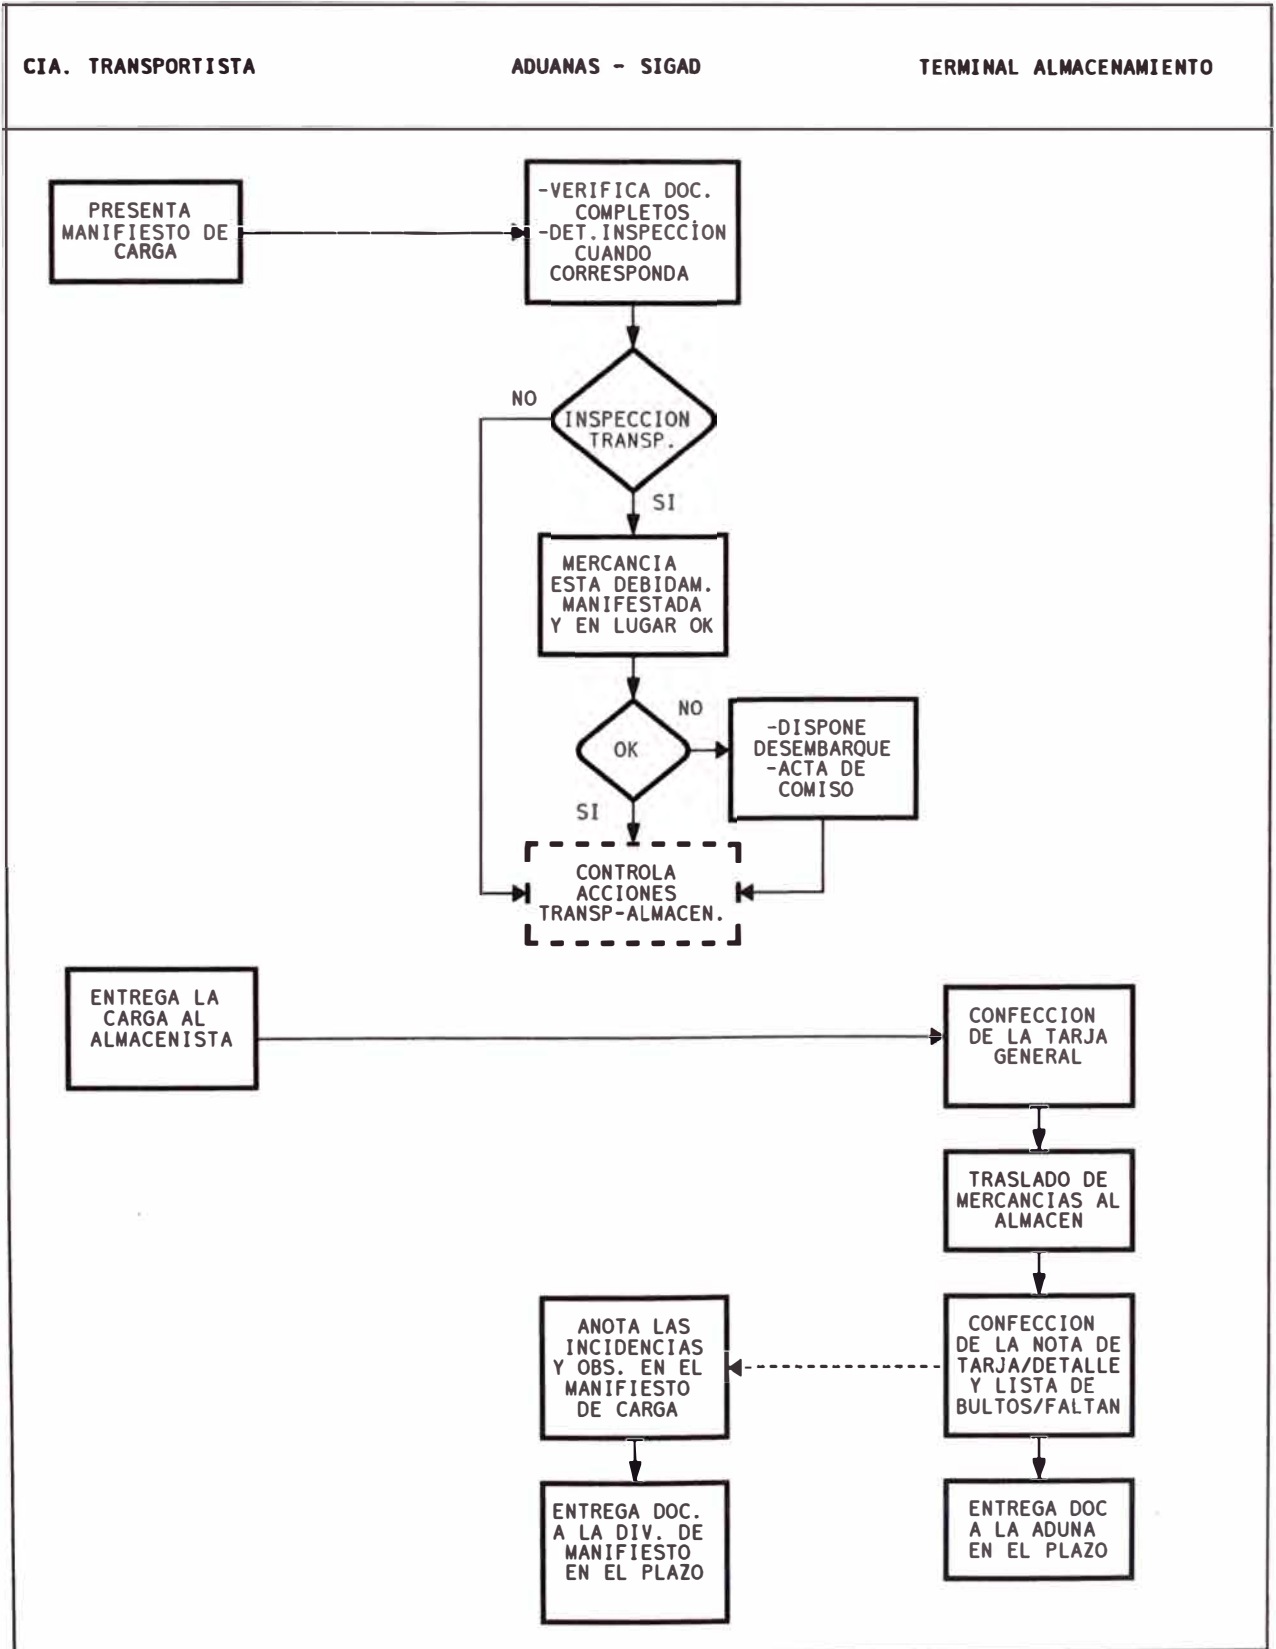 CIA. TRANSPORTISTA
ADUANAS - SIGAD
TERMINAL ALMACENAMIENTO
PRESENTA
MANIFIESTO DE
CARGA
-VERIFICA DOC.
COMPLETOS.
-DET.INSPECCION
CUANDO
CORRESPONDA
NO
INSPECCION
TRANSP.
SI
MERCANCIA
ESTA DEBIDAM.
MANIFESTADA
Y EN LUGAR OK
OK
NO
-DISPONE
DESEMBARQUE
-ACTA DE
COMISO
SI
CONTROLA
ACCIONES
TRANSP-ALMACEN.
ENTREGA LA
CARGA AL
ALMACENISTA
CONFECCION
DE LA TARJA
GENERAL
TRASLADO DE
MERCANCIAS AL
ALMACEN
CONFECCION
DE LA NOTA DE
TARJA/DETALLE
Y LISTA DE
BULTOS/FALTAN
ANOTA LAS
INCIDENCIAS
Y OBS. EN EL
MANIFIESTO
DE CARGA
ENTREGA DOC.
A LA DIV. DE
MANIFIESTO
EN EL PLAZO
ENTREGA DOC
A LA ADUNA
EN EL PLAZO